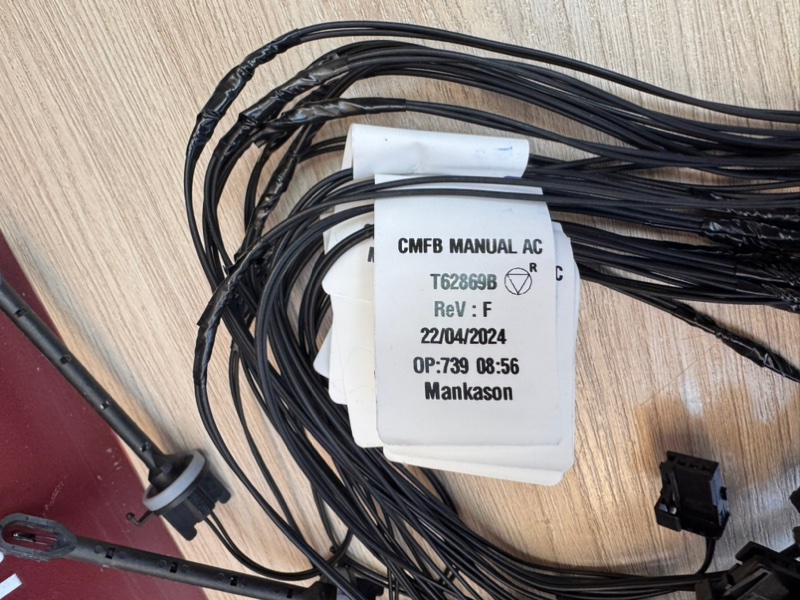 CMFB MANUAL AC
T62869B R
ReV : F
22/04/2024
OP:739 08:56
Mankason
C